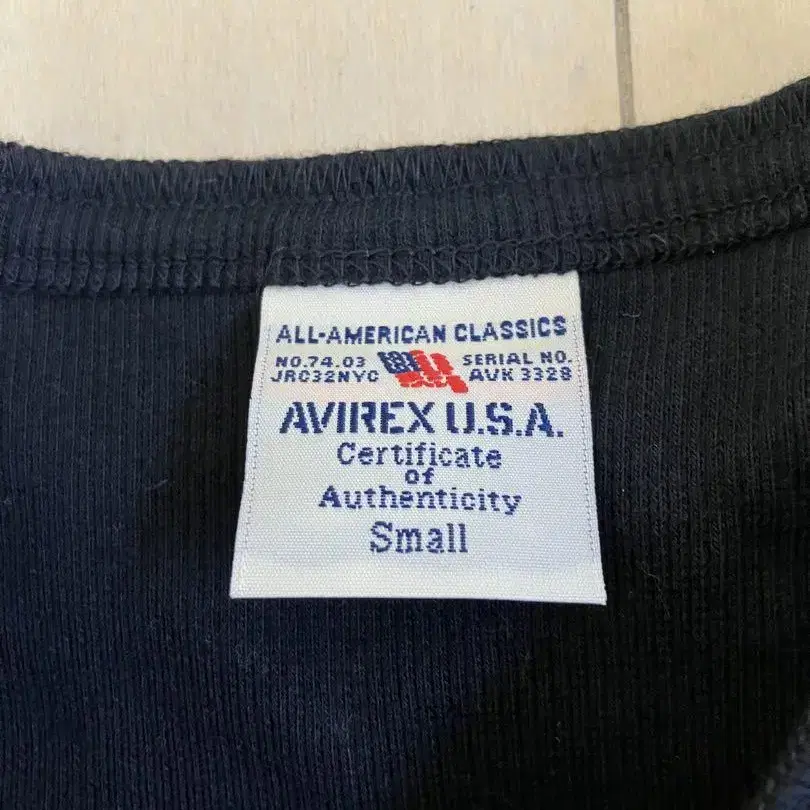 ALL-AMERICAN CLASSICS
NO.74.03 SERIAL NO.
JRC32NYC AVK 3328
AVIREX U.S.A.
Certificate
of
Authenticity
Small